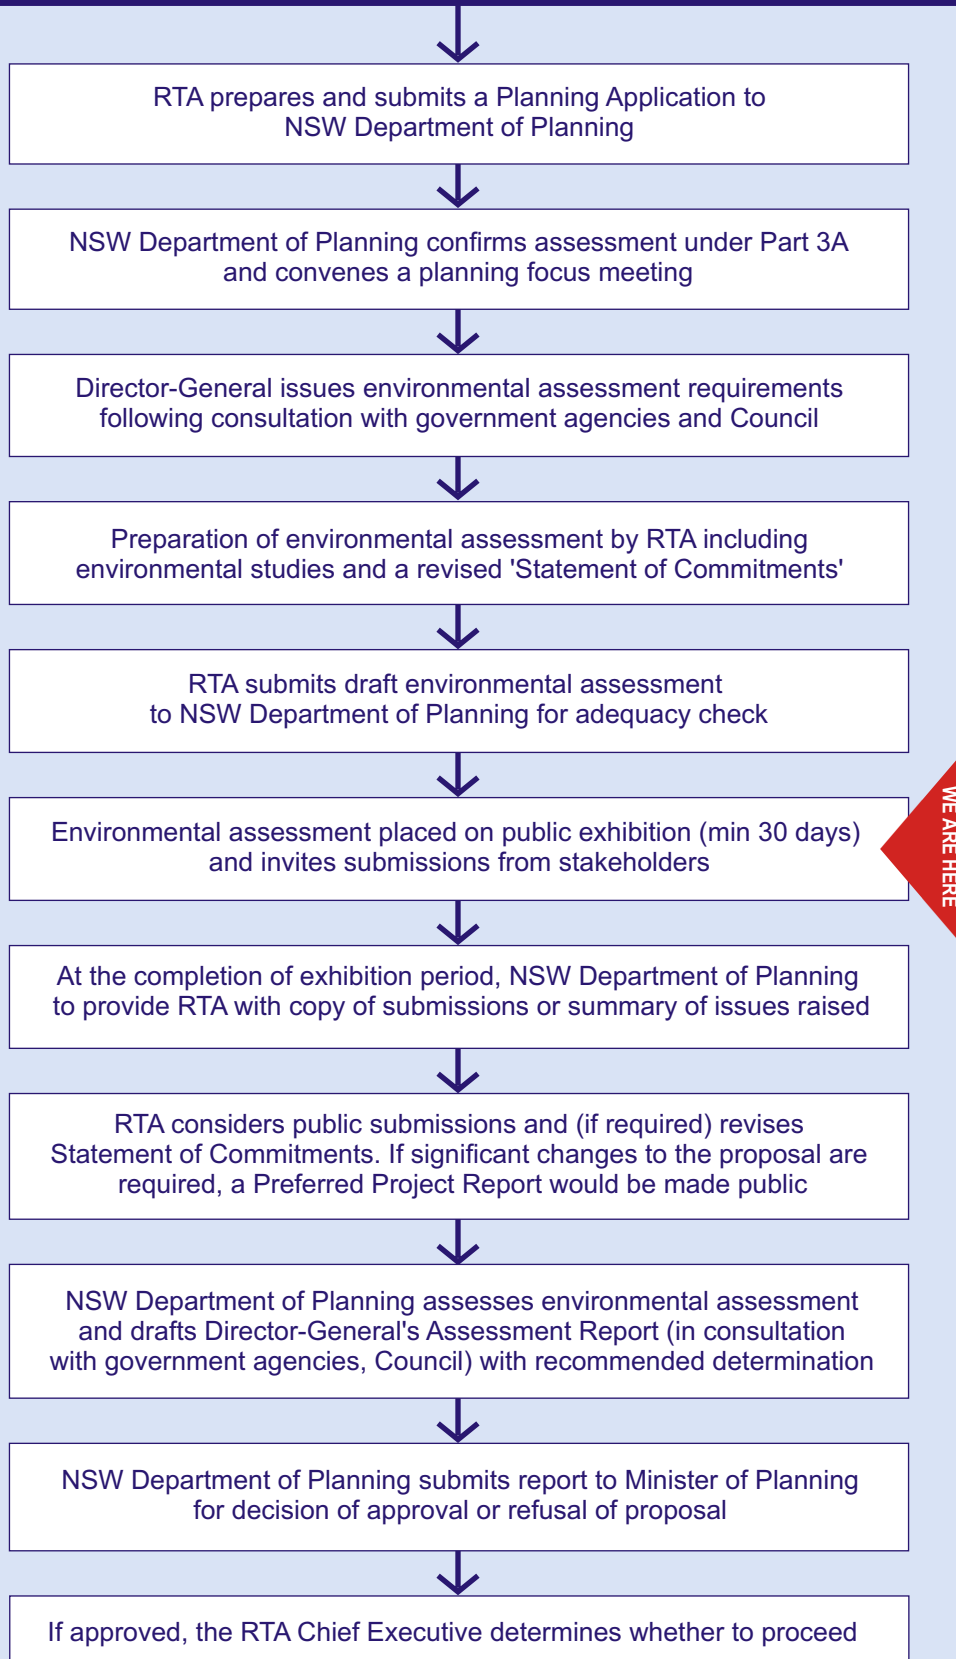 RTA prepares and submits a Planning Application to
NSW Department of Planning
NSW Department of Planning confirms assessment under Part 3A
and convenes a planning focus meeting
Director-General issues environmental assessment requirements
following consultation with government agencies and Council
Preparation of environmental assessment by RTA including
environmental studies and a revised 'Statement of Commitments'
RTA submits draft environmental assessment
to NSW Department of Planning for adequacy check
Environmental assessment placed on public exhibition (min 30 days)
and invites submissions from stakeholders
WE ARE HERE
At the completion of exhibition period, NSW Department of Planning
to provide RTA with copy of submissions or summary of issues raised
RTA considers public submissions and (if required) revises
Statement of Commitments. If significant changes to the proposal are
required, a Preferred Project Report would be made public
NSW Department of Planning assesses environmental assessment
and drafts Director-General's Assessment Report (in consultation
with government agencies, Council) with recommended determination
NSW Department of Planning submits report to Minister of Planning
for decision of approval or refusal of proposal
If approved, the RTA Chief Executive determines whether to proceed